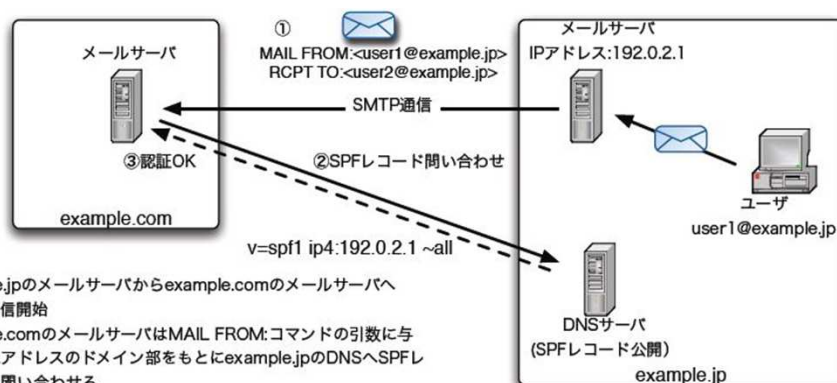 ①
メールサーバ
MAIL FROM:<user1@example.jp>
RCPT TO:<user2@example.jp>
メールサーバ
IPアドレス:192.0.2.1
SMTP通信
③認証OK
②SPFレコード問い合わせ
example.com
ユーザ
user1@example.jp
v=spf1 ip4:192.0.2.1 ~all
DNSサーバ
(SPFレコード公開)
example.jp
e.jpのメールサーバからexample.comのメールサーバへ
信開始
e.comのメールサーバはMAIL FROM:コマンドの引数に与
アドレスのドメイン部をもとにexample.jpのDNSへSPFレ
問い合わせる